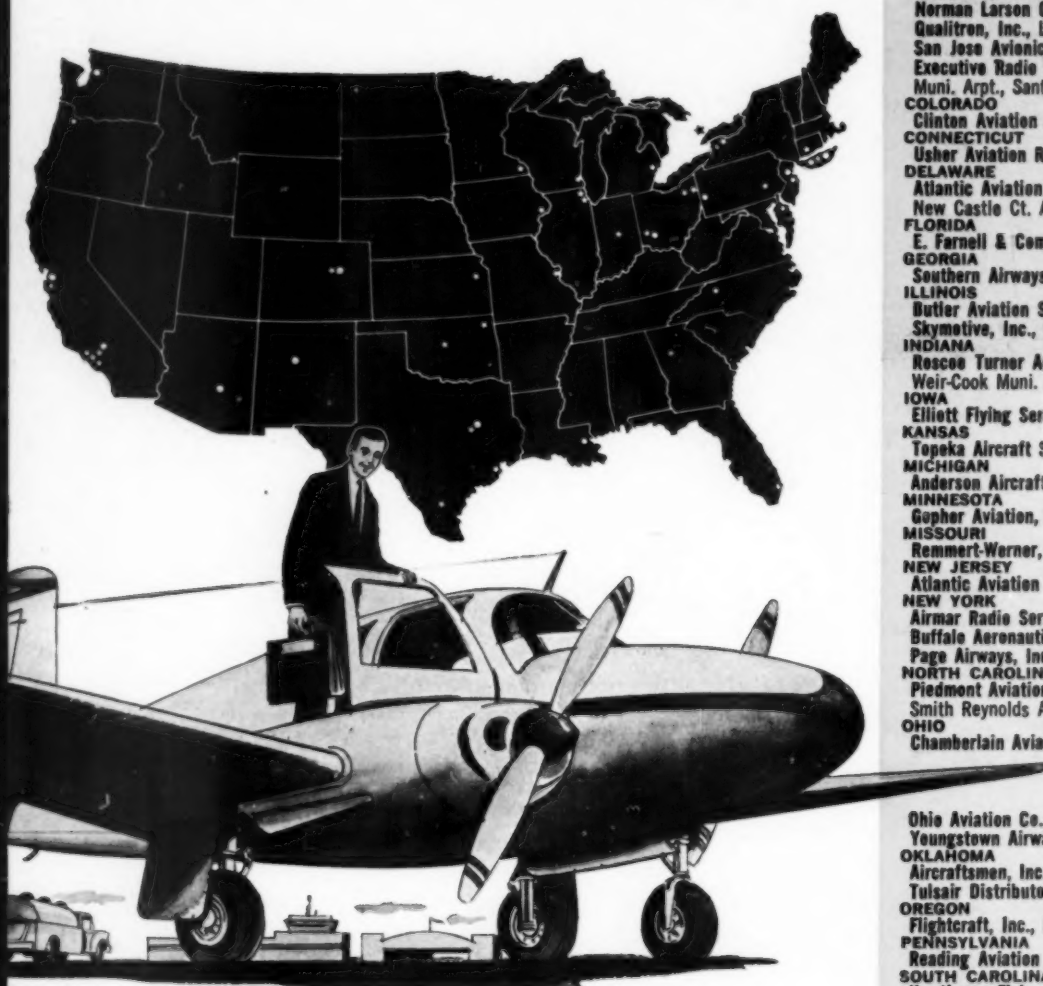 Norman Larson
Qualitron, Inc.,
San Jose Avionic
Executive Radio
Muni. Arpt., Sant
COLORADO
Clinton Aviation
CONNECTICUT
Usher Aviation R
DELAWARE
Atlantic Aviation
New Castle Ct. A
FLORIDA
E. Farnell & Com
GEORGIA
Southern Airways
ILLINOIS
Butler Aviation S
Skymotive, Inc.,
INDIANA
Roscoe Turner A
Weir-Cook Muni.
IOWA
Elliott Flying Ser
KANSAS
Topeka Aircraft S
MICHIGAN
Anderson Aircraft
MINNESOTA
Gopher Aviation,
MISSOURI
Remmert-Werner,
NEW JERSEY
Atlantic Aviation
NEW YORK
Airmar Radio Ser
Buffalo Aeronauti
Page Airways, Inc
NORTH CAROLIN
Piedmont Aviation
Smith Reynolds A
OHIO
Chamberlain Avia
Ohio Aviation Co.
Youngstown Airwa
OKLAHOMA
Aircraftsmen, Inc
Tulsair Distributo
OREGON
Flightcraft, Inc.,
PENNSYLVANIA
Reading Aviation
SOUTH CAROLINA